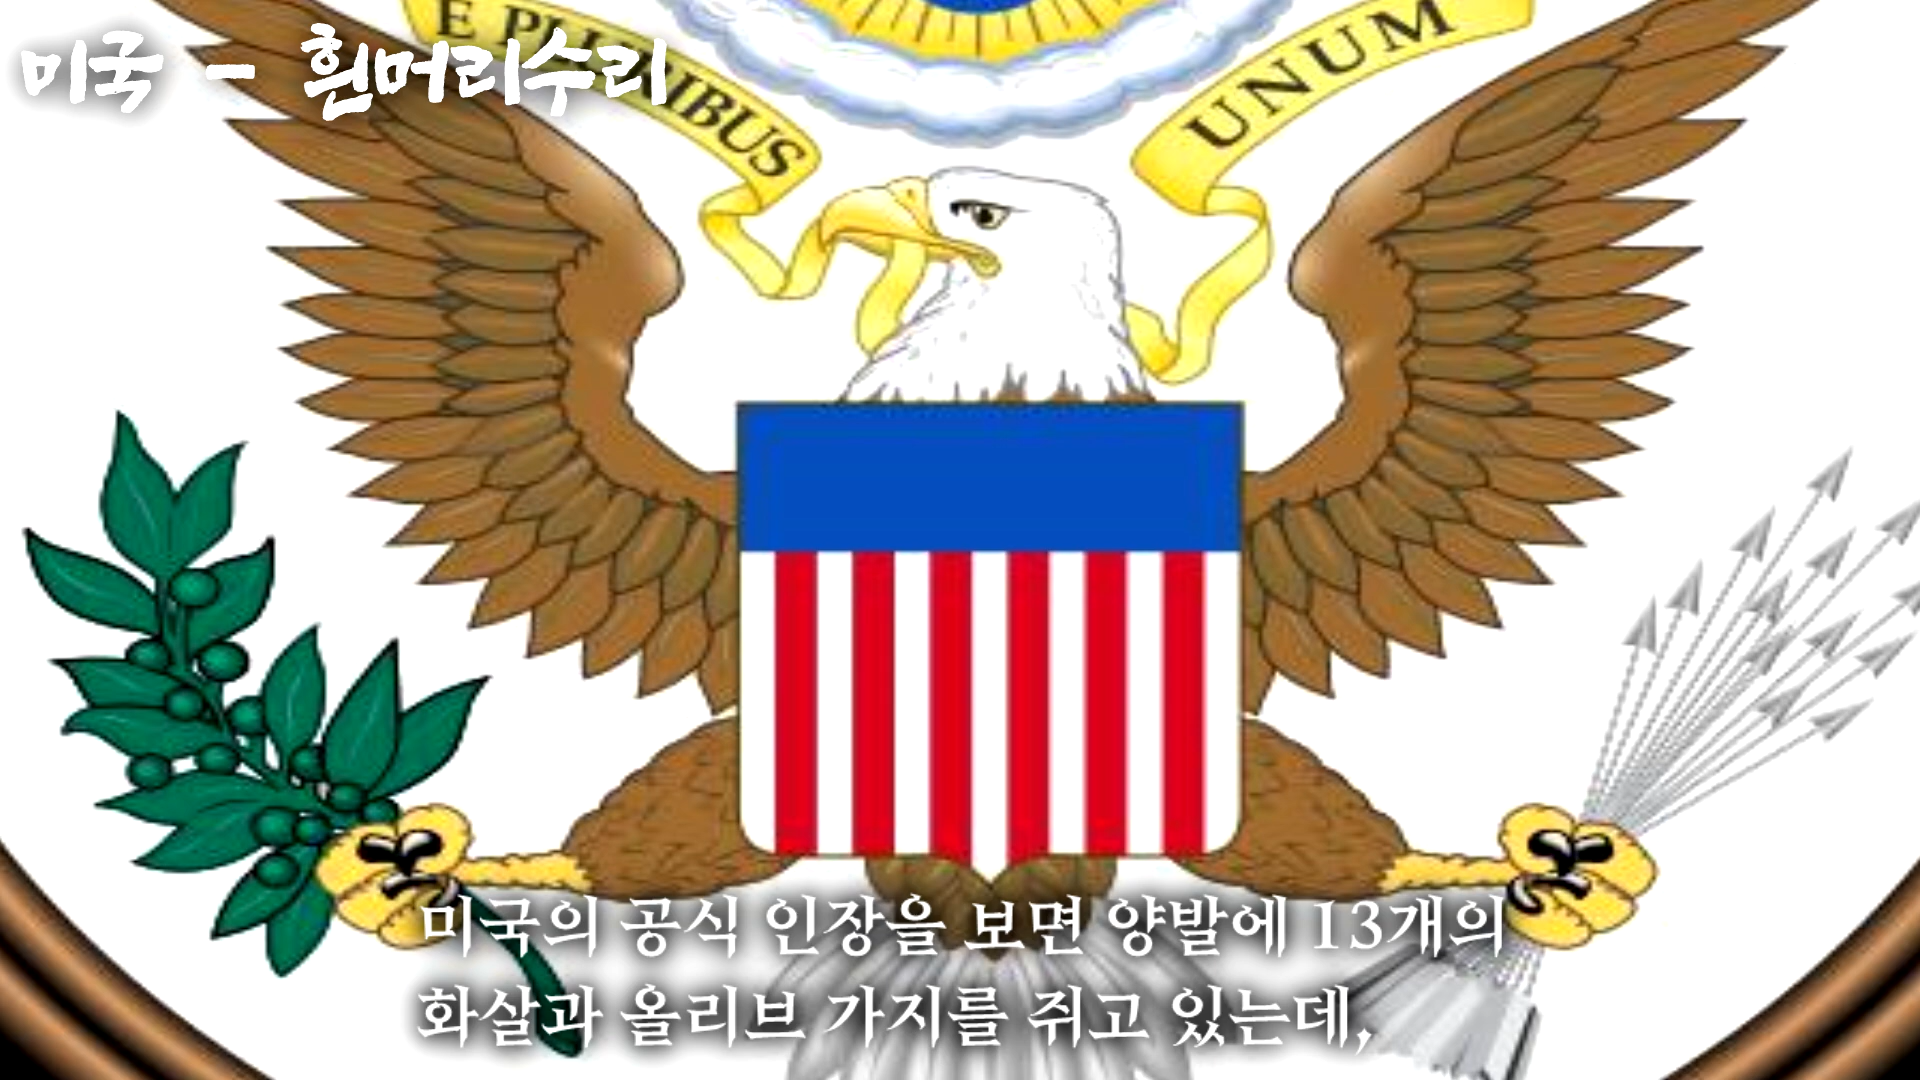 미국 - 흰머리수리
E PLURIBUS
UNUM
미국의 공식 인장을 보면 양발에 13개의
화살과 올리브 가지를 쥐고 있는데,